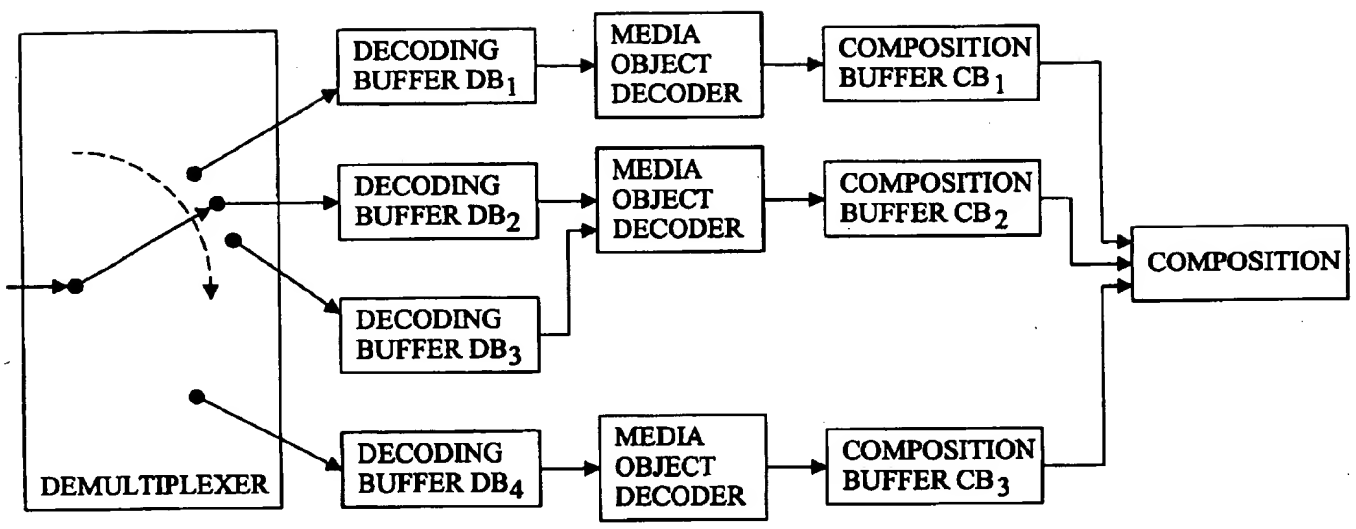 DECODING
BUFFER DB1
MEDIA
OBJECT
DECODER
COMPOSITION
BUFFER CB1
DECODING
BUFFER DB2
MEDIA
OBJECT
DECODER
COMPOSITION
BUFFER CB2
COMPOSITION
DECODING
BUFFER DB3
DECODING
BUFFER DB4
MEDIA
OBJECT
DECODER
COMPOSITION
BUFFER CB3
DEMULTIPLEXER